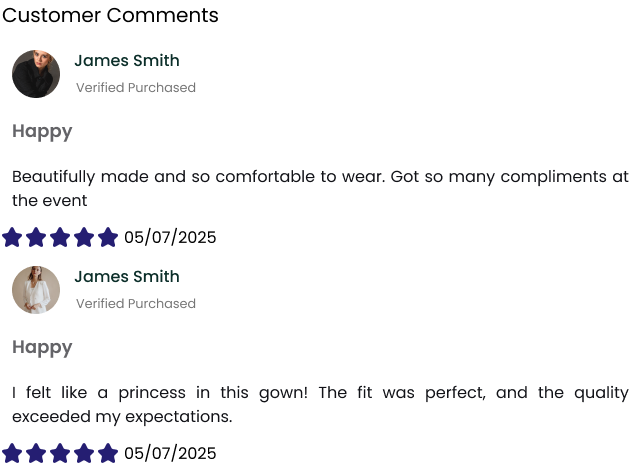 Customer Comments
James Smith
Verified Purchased
Happy
Beautifully made and so comfortable to wear. Got so many compliments at
the event
05/07/2025
James Smith
Verified Purchased
Happy
I felt like a princess in this gown! The fit was perfect, and the quality
exceeded my expectations.
05/07/2025